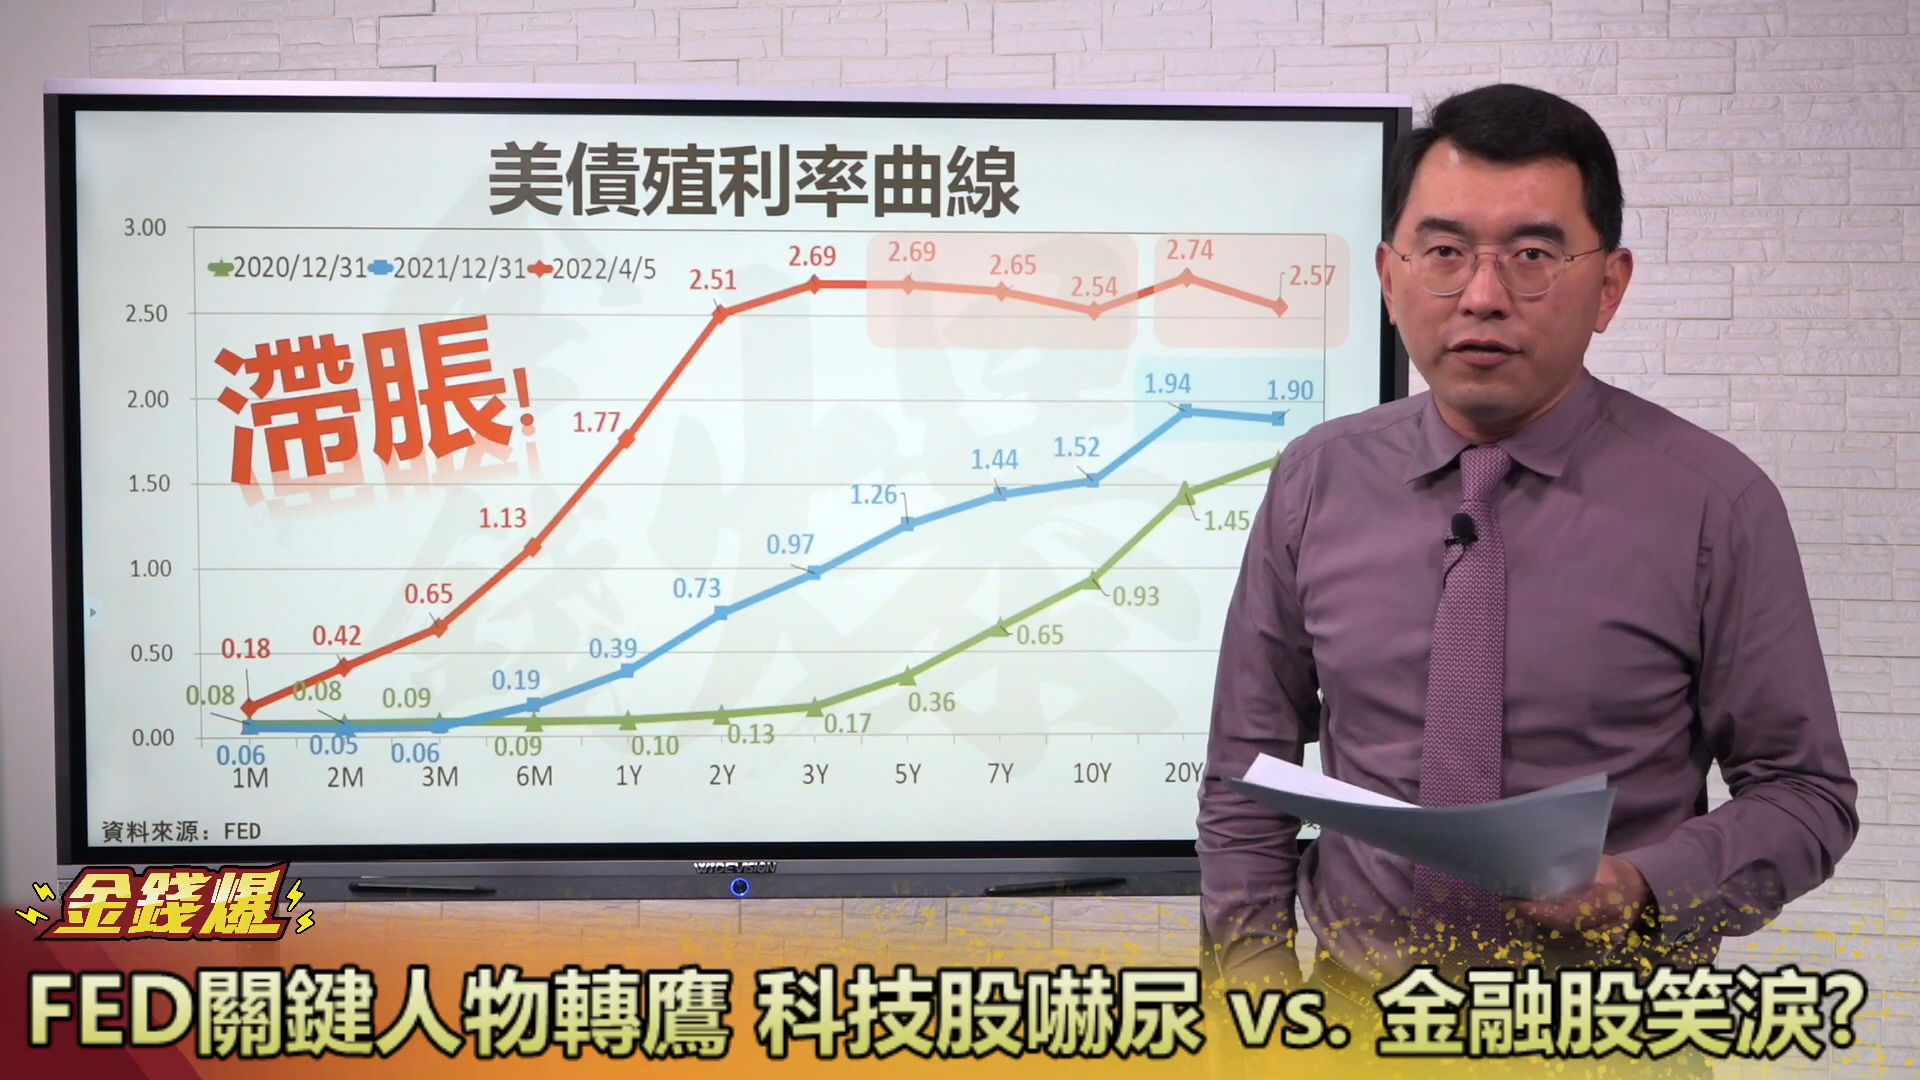 美債殖利率曲線
3.00
2.50
2.00
1.50
1.00
0.50
0.00
2020/12/31 2021/12/31 2022/4/5
滯脹!
0.18 0.42 0.65 1.13 1.77 2.51 2.69 2.69 2.65 2.54 2.74 2.57
0.06 0.05 0.06 0.19 0.39 0.73 0.97 1.26 1.44 1.52 1.94 1.90
0.08 0.08 0.09 0.09 0.10 0.13 0.17 0.36 0.65 0.93 1.45
1M 2M 3M 6M 1Y 2Y 3Y 5Y 7Y 10Y 20Y
資料來源：FED
WIDEVISION
金錢爆
FED關鍵人物轉鷹 科技股嚇尿 vs. 金融股笑淚?